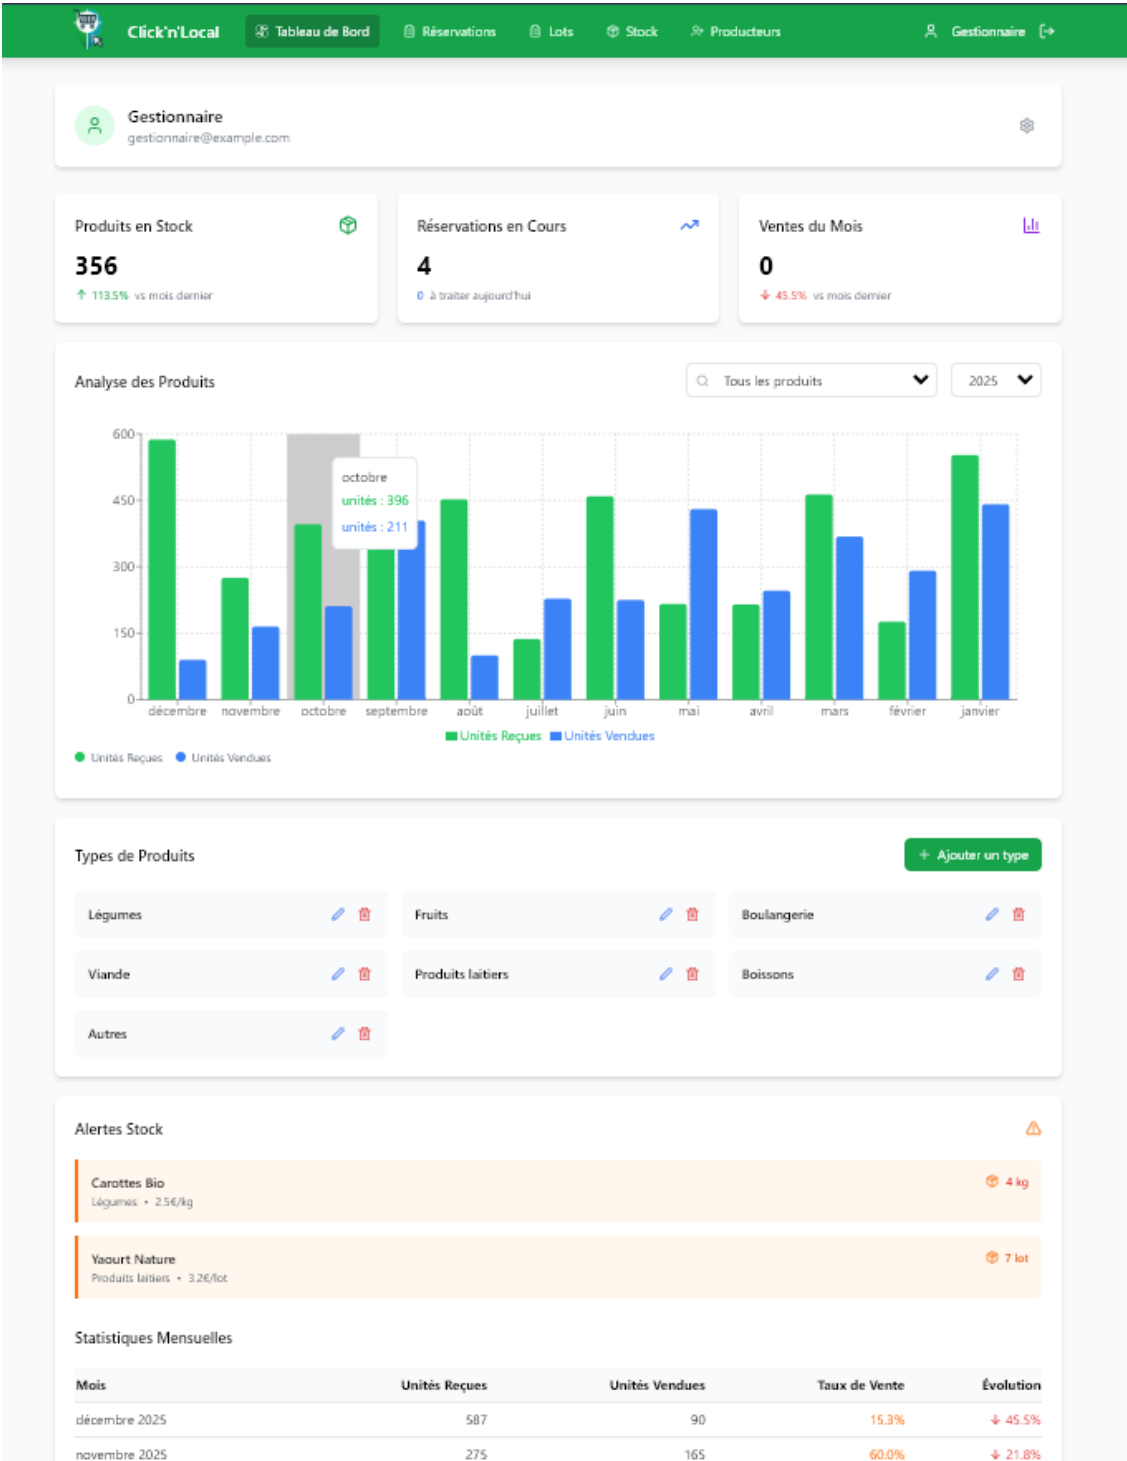 Click'n'Local Tableau de Bord Réservations Lots Stock Producteurs Gestionnaire
Gestionnaire
gestionnaire@example.com
Produits en Stock
356
113.5% vs mois dernier
Réservations en Cours
4
0 à traiter aujourd'hui
Ventes du Mois
0
45.5% vs mois dernier
Analyse des Produits
Tous les produits
2025
600
450
300
150
0
octobre
unités : 396
unités : 211
décembre novembre octobre septembre août juillet juin mai avril mars février janvier
Unités Reçues Unités Vendues
Unités Reçues Unités Vendues
Types de Produits
+ Ajouter un type
Légumes
Fruits
Boulangerie
Viande
Produits laitiers
Boissons
Autres
Alertes Stock
Carottes Bio
Légumes • 2.5€/kg
4 kg
Yaourt Nature
Produits laitiers • 3.2€/lot
7 lot
Statistiques Mensuelles
Mois Unités Reçues Unités Vendues Taux de Vente Évolution
décembre 2025 587 90 15.3% 45.5%
novembre 2025 275 165 60.0% 21.8%